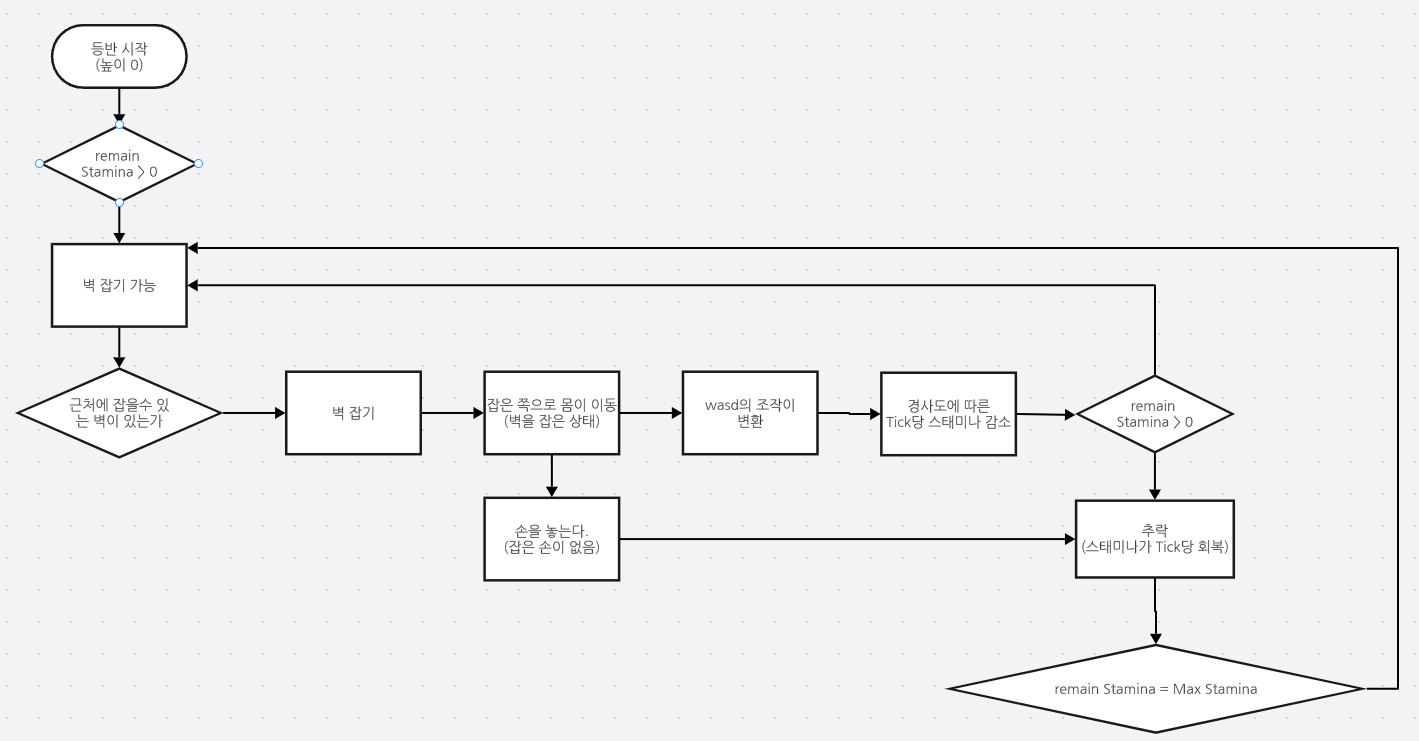 등반 시작
(높이 0)
remain
Stamina > 0
벽 잡기 가능
근처에 잡을수 있
는 벽이 있는가
벽 잡기
잡은 쪽으로 몸이 이동
(벽을 잡은 상태)
wasd의 조작이
변환
경사도에 따른
Tick당 스태미나 감소
remain
Stamina > 0
손을 놓는다.
(잡은 손이 없음)
추락
(스태미나가 Tick당 회복)
remain Stamina = Max Stamina